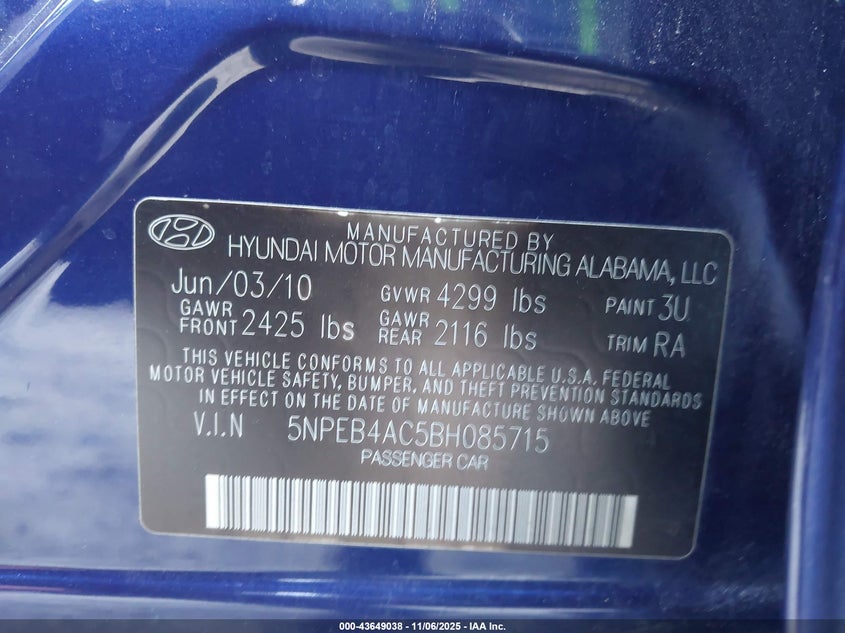 MANUFACTURED BY
HYUNDAI MOTOR MANUFACTURING ALABAMA, LLC
Jun/03/10 GVWR 4299 lbs PAINT 3U
GAWR FRONT 2425 lbs GAWR REAR 2116 lbs TRIM RA
THIS VEHICLE CONFORMS TO ALL APPLICABLE U.S.A. FEDERAL
MOTOR VEHICLE SAFETY, BUMPER, AND THEFT PREVENTION STANDARDS
IN EFFECT ON THE DATE OF MANUFACTURE SHOWN ABOVE
V.I.N 5NPEB4AC5BH085715
PASSENGER CAR
000-43649038 - 11/06/2025 - IAA Inc.